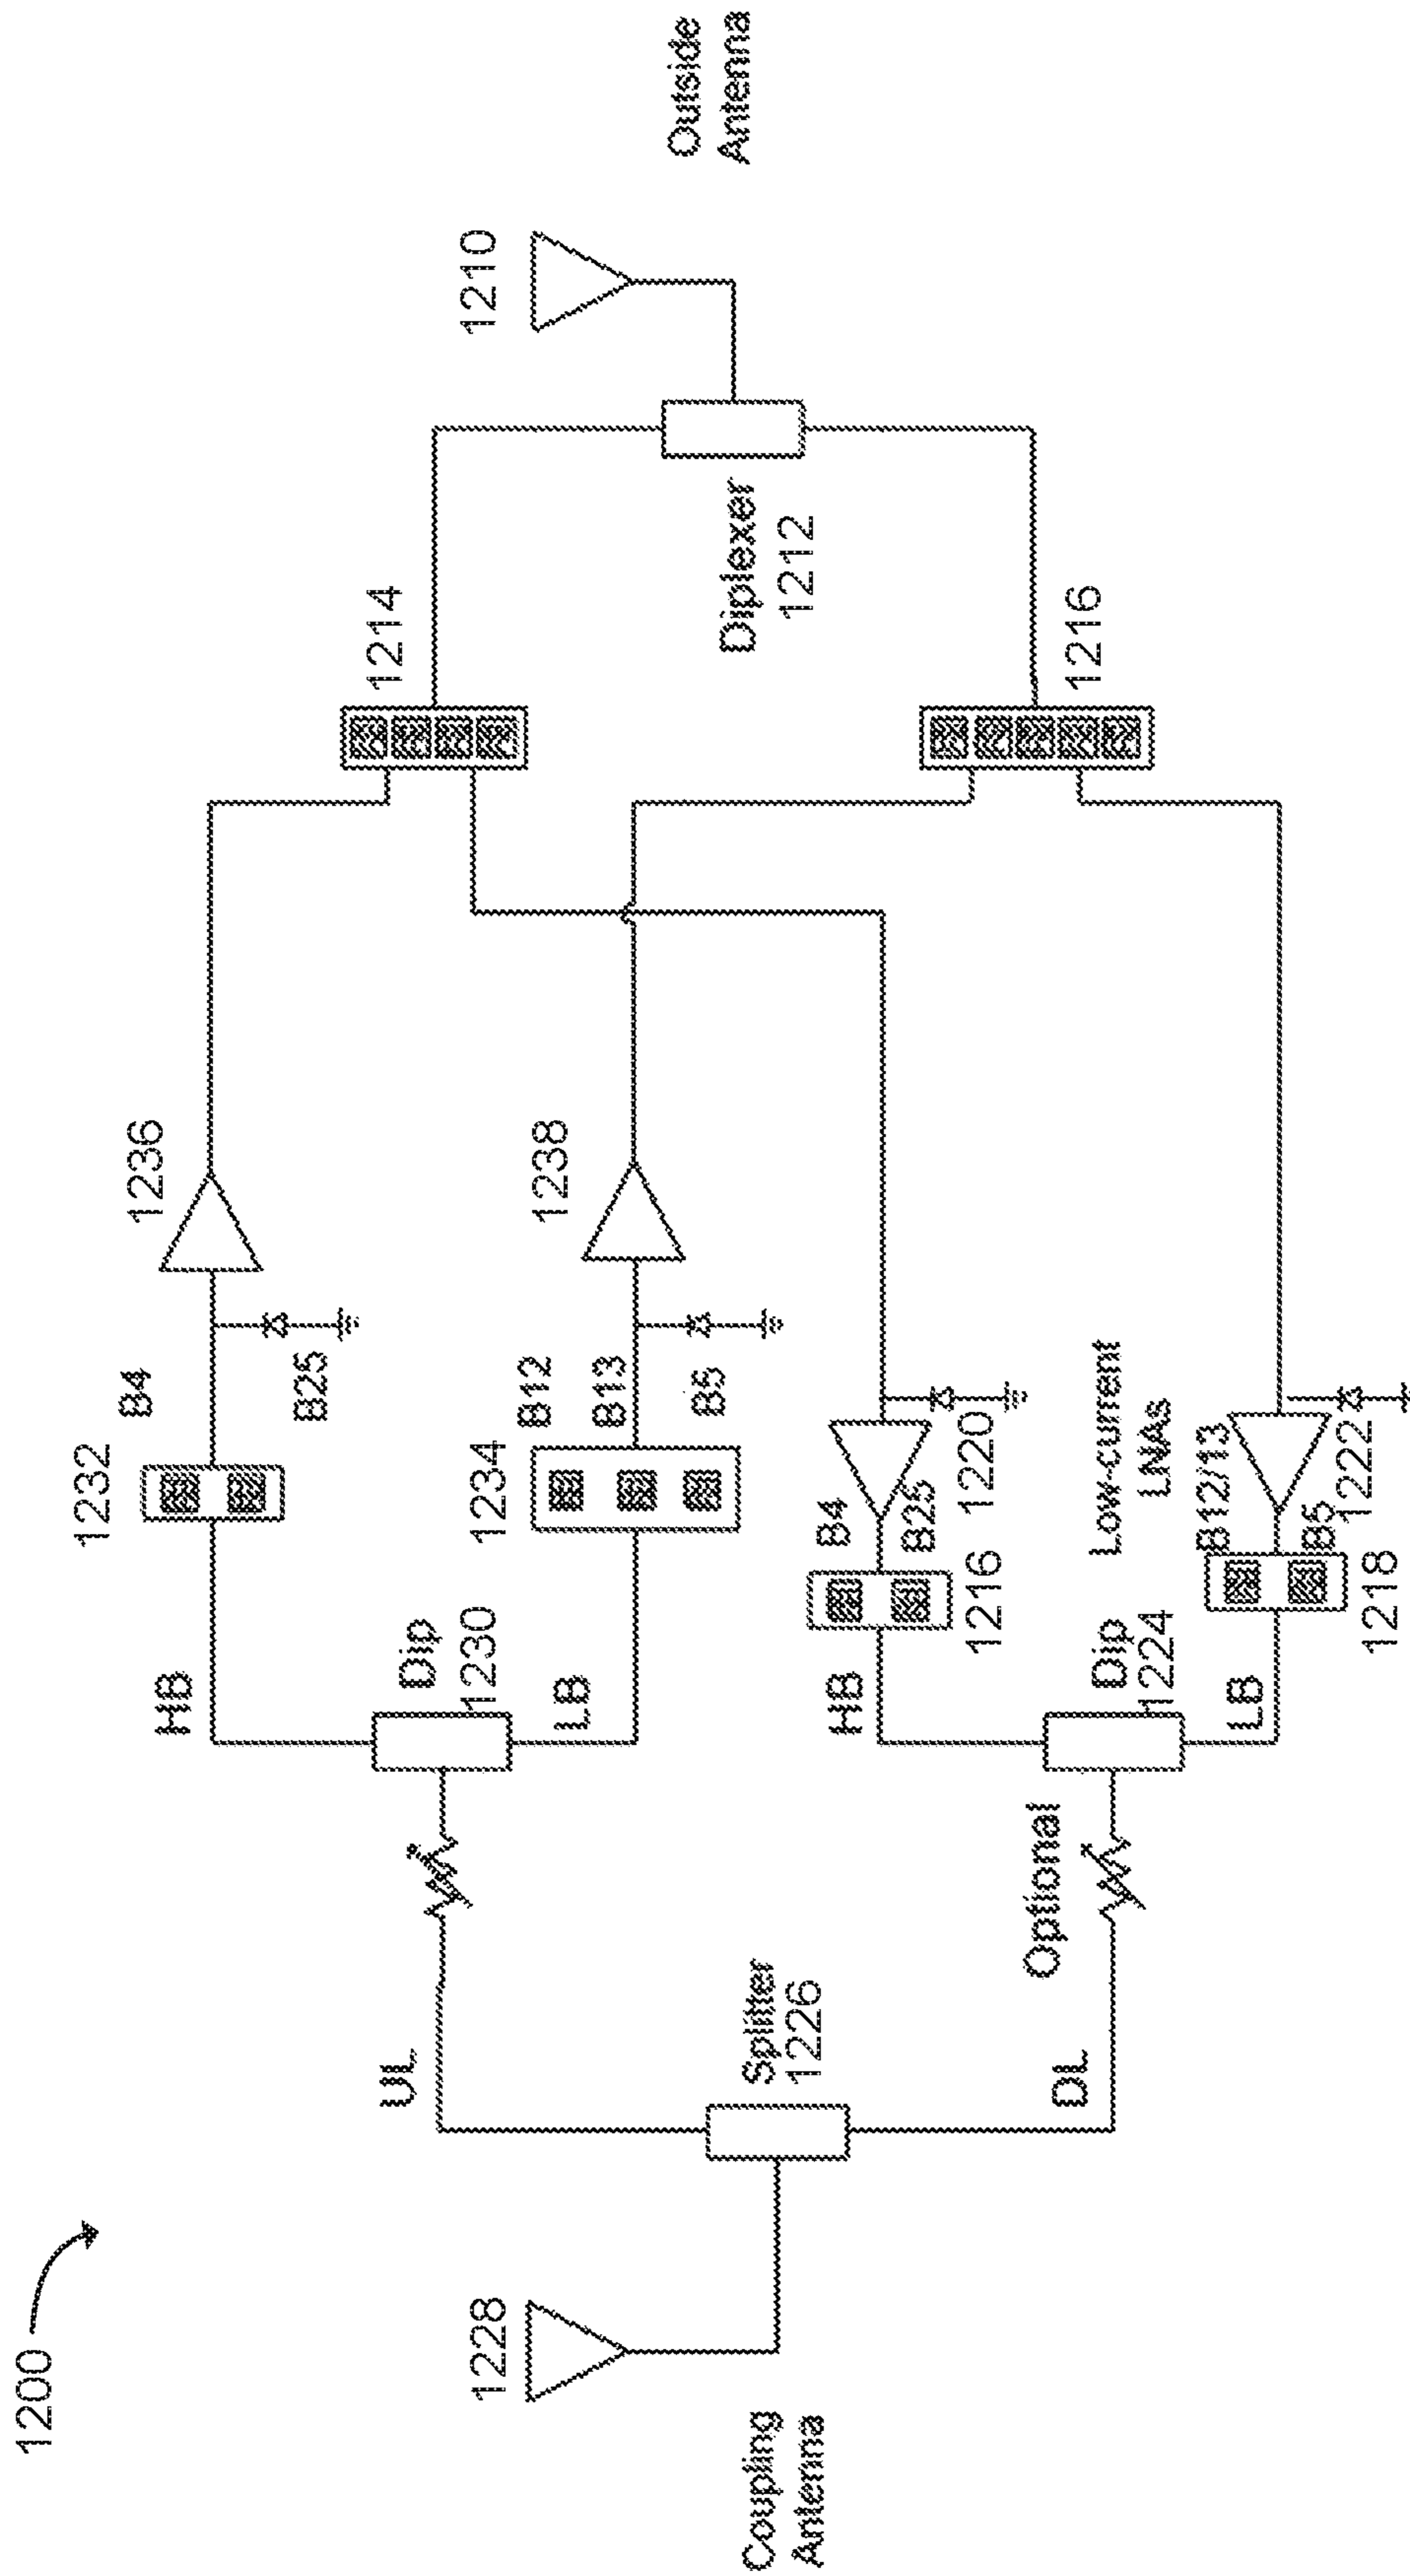 1200
Coupling
Antenna
1228
Splitter
1226
UL
DL
Optional
HB
Dip
1230
LB
HB
Dip
1224
LB
1232
B4
B25
1234
B12
B13
B5
1236
1238
B4
B25
1216
1220
Low-current
LNAs
B12/13
B5
1222
1218
1214
1216
Diplexer
1212
1210
Outside
Antenna